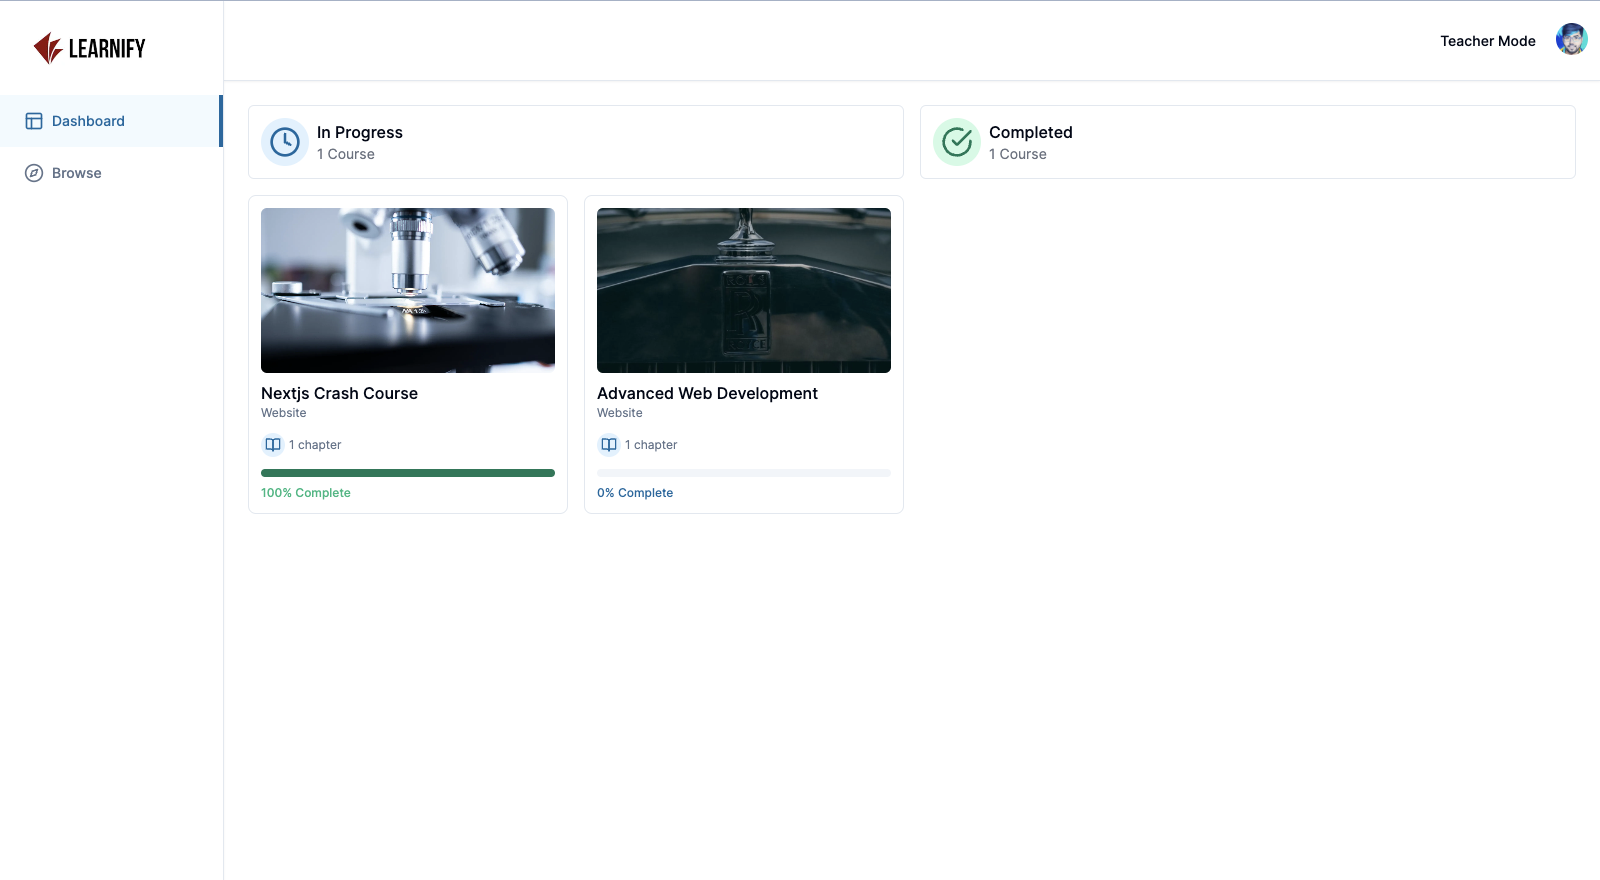 LEARNIFY
Teacher Mode
Dashboard
Browse
In Progress
1 Course
Completed
1 Course
Nextjs Crash Course
Website
1 chapter
100% Complete
Advanced Web Development
Website
1 chapter
0% Complete